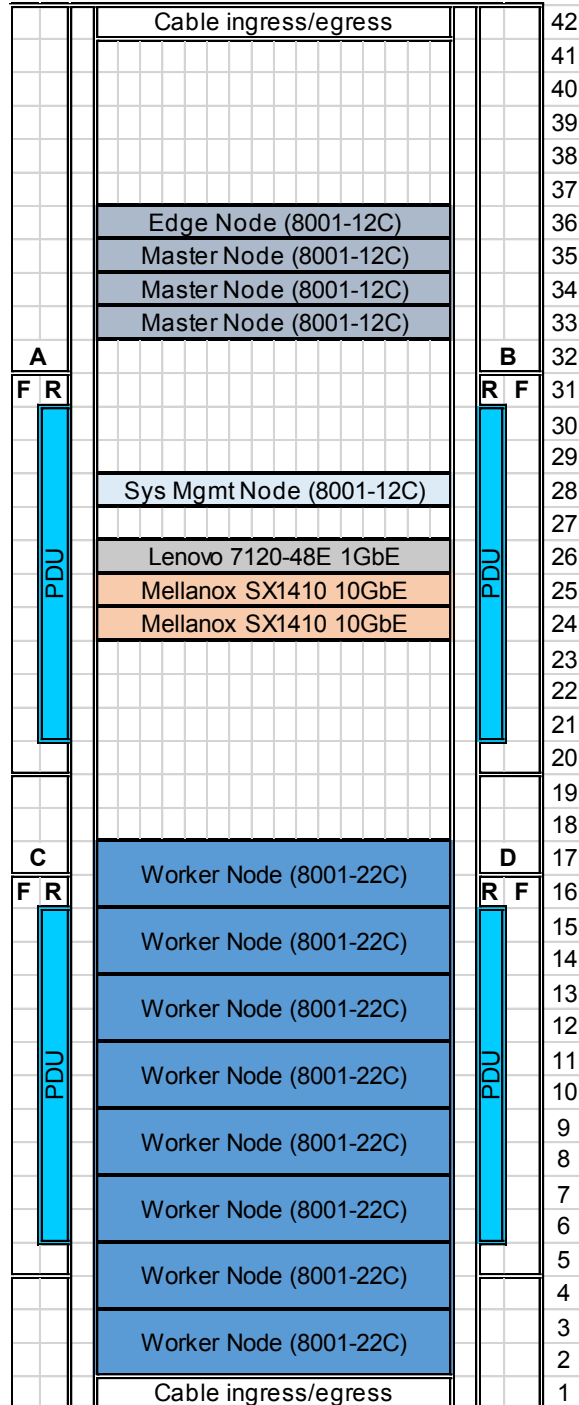 Cable ingress/egress 42
41
40
39
38
37
Edge Node (8001-12C) 36
Master Node (8001-12C) 35
Master Node (8001-12C) 34
Master Node (8001-12C) 33
A B 32
F R R F 31
30
29
Sys Mgmt Node (8001-12C) 28
27
PDU Lenovo 7120-48E 1GbE PDU 26
Mellanox SX1410 10GbE 25
Mellanox SX1410 10GbE 24
23
22
21
20
19
18
C D 17
Worker Node (8001-22C)
F R R F 16
15
Worker Node (8001-22C)
14
13
Worker Node (8001-22C)
12
11
PDU Worker Node (8001-22C) PDU
10
9
Worker Node (8001-22C)
8
7
Worker Node (8001-22C)
6
5
Worker Node (8001-22C)
4
3
Worker Node (8001-22C)
2
Cable ingress/egress 1